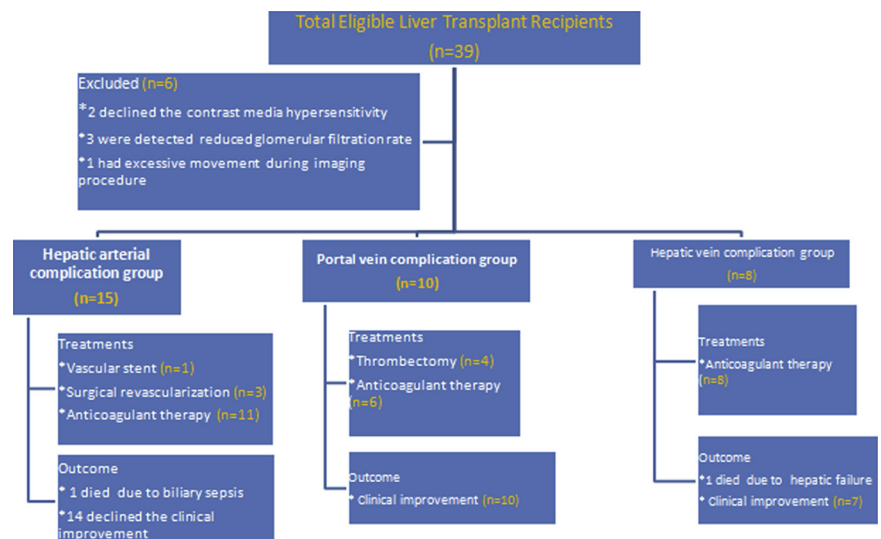 Total Eligible Liver Transplant Recipients
(n=39)
Excluded (n=6)
*2 declined the contrast media hypersensitivity
*3 were detected reduced glomerular filtration rate
*1 had excessive movement during imaging
procedure
Hepatic arterial
complication group
(n=15)
Treatments
*Vascular stent (n=1)
*Surgical revascularization (n=3)
*Anticoagulant therapy (n=11)
Outcome
* 1 died due to biliary sepsis
*14 declined the clinical
improvement
Portal vein complication group
(n=10)
Treatments
*Thrombectomy (n=4)
*Anticoagulant therapy
(n=6)
Outcome
* Clinical improvement (n=10)
Hepatic vein complication group
(n=8)
Treatments
*Anticoagulant therapy
(n=8)
Outcome
*1 died due to hepatic failure
* Clinical improvement (n=7)